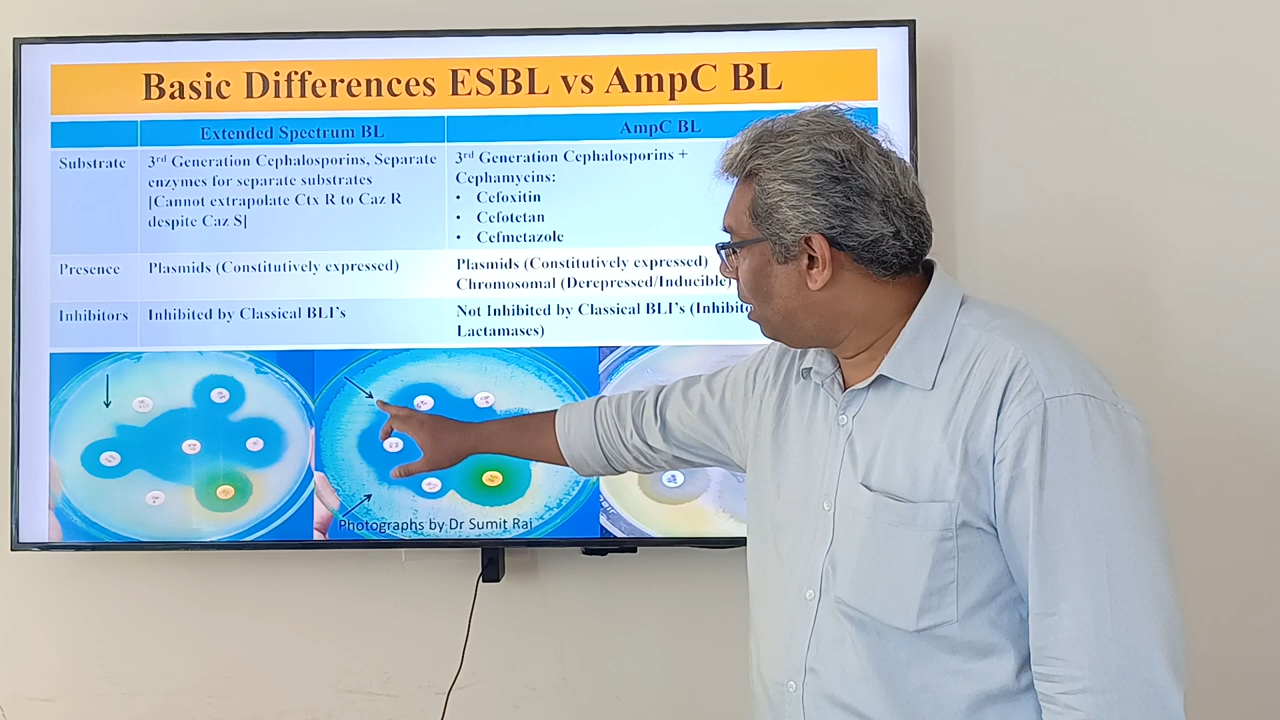 Basic Differences ESBL vs AmpC BL
Extended Spectrum BL
AmpC BL
Substrate
3rd Generation Cephalosporins, Separate
enzymes for separate substrates
[Cannot extrapolate Ctx R to Caz R
despite Caz S]
3rd Generation Cephalosporins +
Cephamycins:
• Cefoxitin
• Cefotetan
• Cefmetazole
Presence
Plasmids (Constitutively expressed)
Plasmids (Constitutively expressed)
Chromosomal (Derepressed/Inducible)
Inhibitors
Inhibited by Classical BLI's
Not Inhibited by Classical BLI's
Lactamases)
Photographs by Dr Sumit Rai